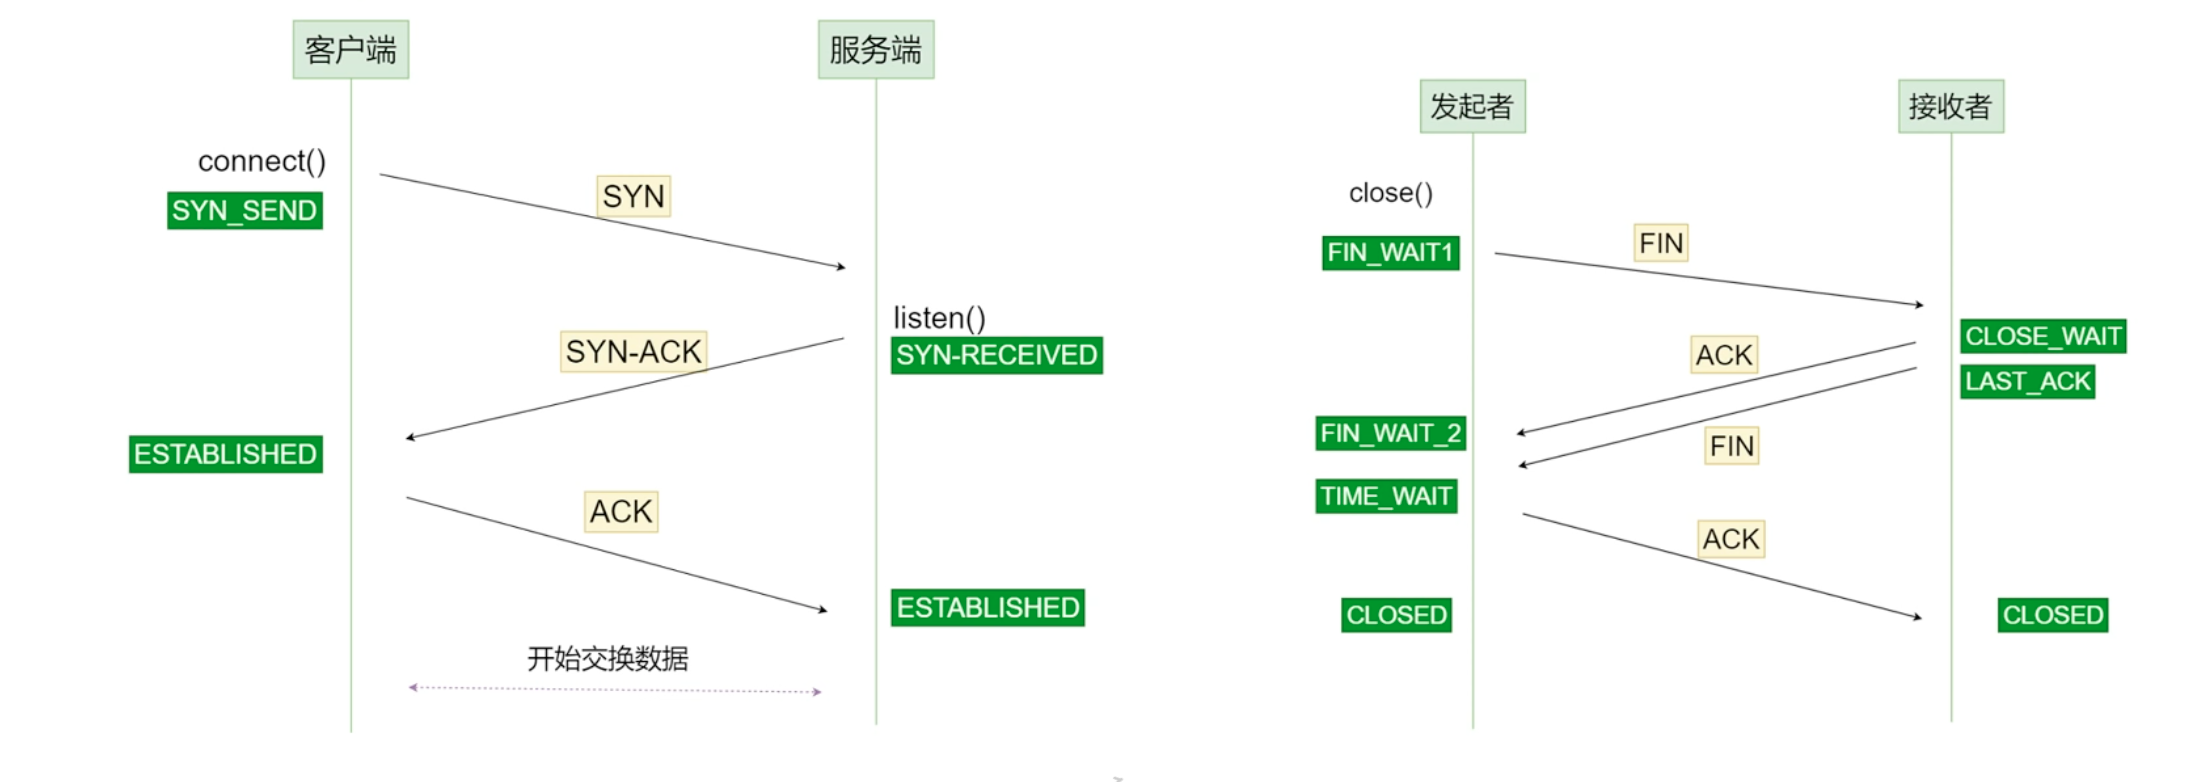 客户端
服务端
connect()
SYN_SEND
SYN
listen()
SYN-RECEIVED
SYN-ACK
ESTABLISHED
ACK
ESTABLISHED
开始交换数据
发起者
接收者
close()
FIN_WAIT1
FIN
CLOSE_WAIT
ACK
LAST_ACK
FIN_WAIT_2
FIN
TIME_WAIT
ACK
CLOSED
CLOSED